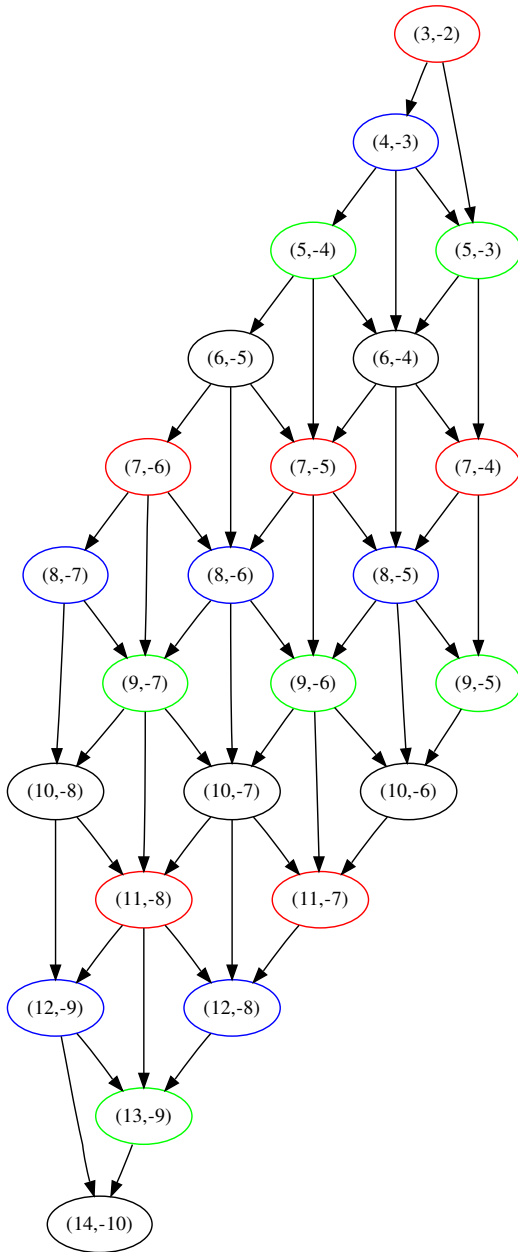 (3,-2)
(4,-3)
(5,-4) (5,-3)
(6,-5) (6,-4)
(7,-6) (7,-5) (7,-4)
(8,-7) (8,-6) (8,-5)
(9,-7) (9,-6) (9,-5)
(10,-8) (10,-7) (10,-6)
(11,-8) (11,-7)
(12,-9) (12,-8)
(13,-9)
(14,-10)